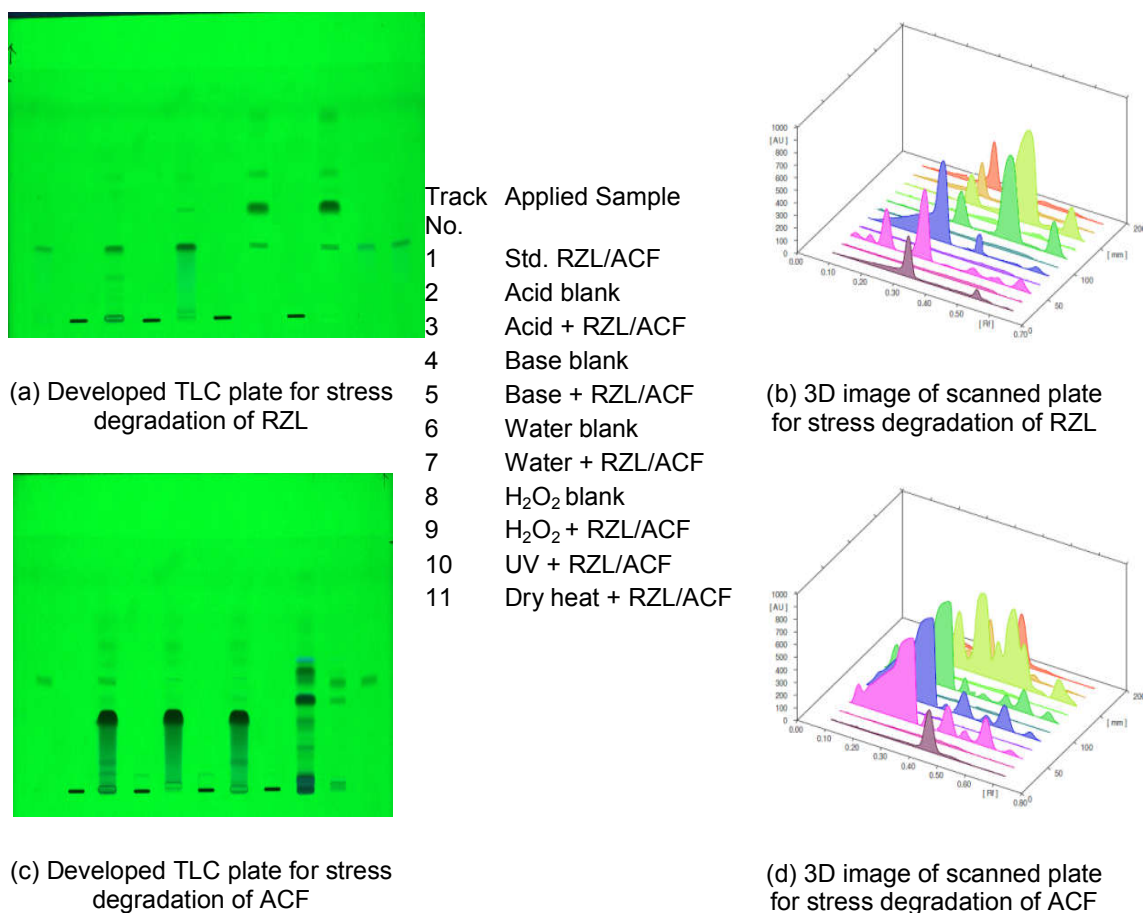 Track Applied Sample
No.
1 Std. RZL/ACF
2 Acid blank
3 Acid + RZL/ACF
4 Base blank
5 Base + RZL/ACF
6 Water blank
7 Water + RZL/ACF
8 H₂O₂ blank
9 H₂O₂ + RZL/ACF
10 UV + RZL/ACF
11 Dry heat + RZL/ACF
(a) Developed TLC plate for stress
degradation of RZL
1000
[AU]
800
700
600
500
400
300
200
100
0
0.00
0.10
0.20
0.30
0.40
0.50
[Rf]
0.70
0
50
100
[mm]
200
(b) 3D image of scanned plate
for stress degradation of RZL
(c) Developed TLC plate for stress
degradation of ACF
1000
[AU]
800
700
600
500
400
300
200
100
0
0.00
0.10
0.20
0.30
0.40
0.50
0.60
[Rf]
0.80
0
50
100
[mm]
200
(d) 3D image of scanned plate
for stress degradation of ACF